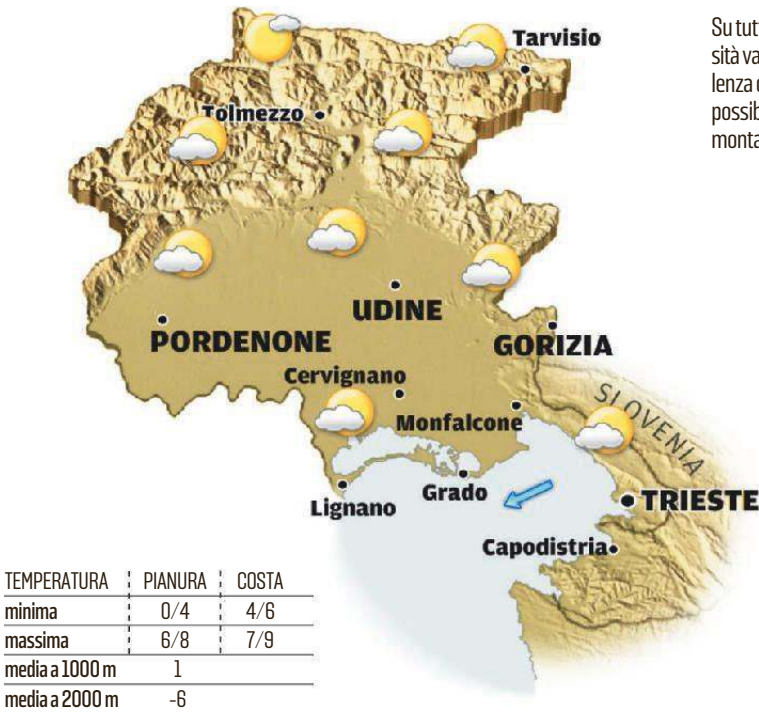 Su tut
sità va
lenza
possib
monta
Tarvisio
Tolmezzo
UDINE
PORDENONE
GORIZIA
Cervignano
Monfalcone
SLOVENIA
Grado
Lignano
TRIESTE
Capodistria
TEMPERATURA PIANURA COSTA
minima 0/4 4/6
massima 6/8 7/9
media a 1000 m 1
media a 2000 m -6